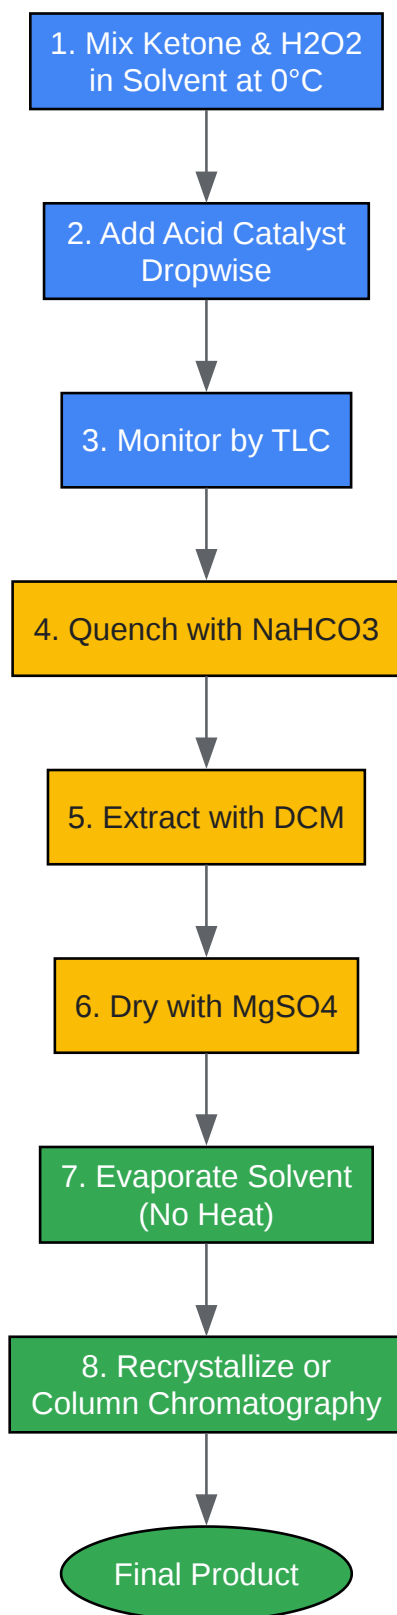 1. Mix Ketone & H2O2
in Solvent at 0°C
2. Add Acid Catalyst
Dropwise
3. Monitor by TLC
4. Quench with NaHCO3
5. Extract with DCM
6. Dry with MgSO4
7. Evaporate Solvent
(No Heat)
8. Recrystallize or
Column Chromatography
Final Product